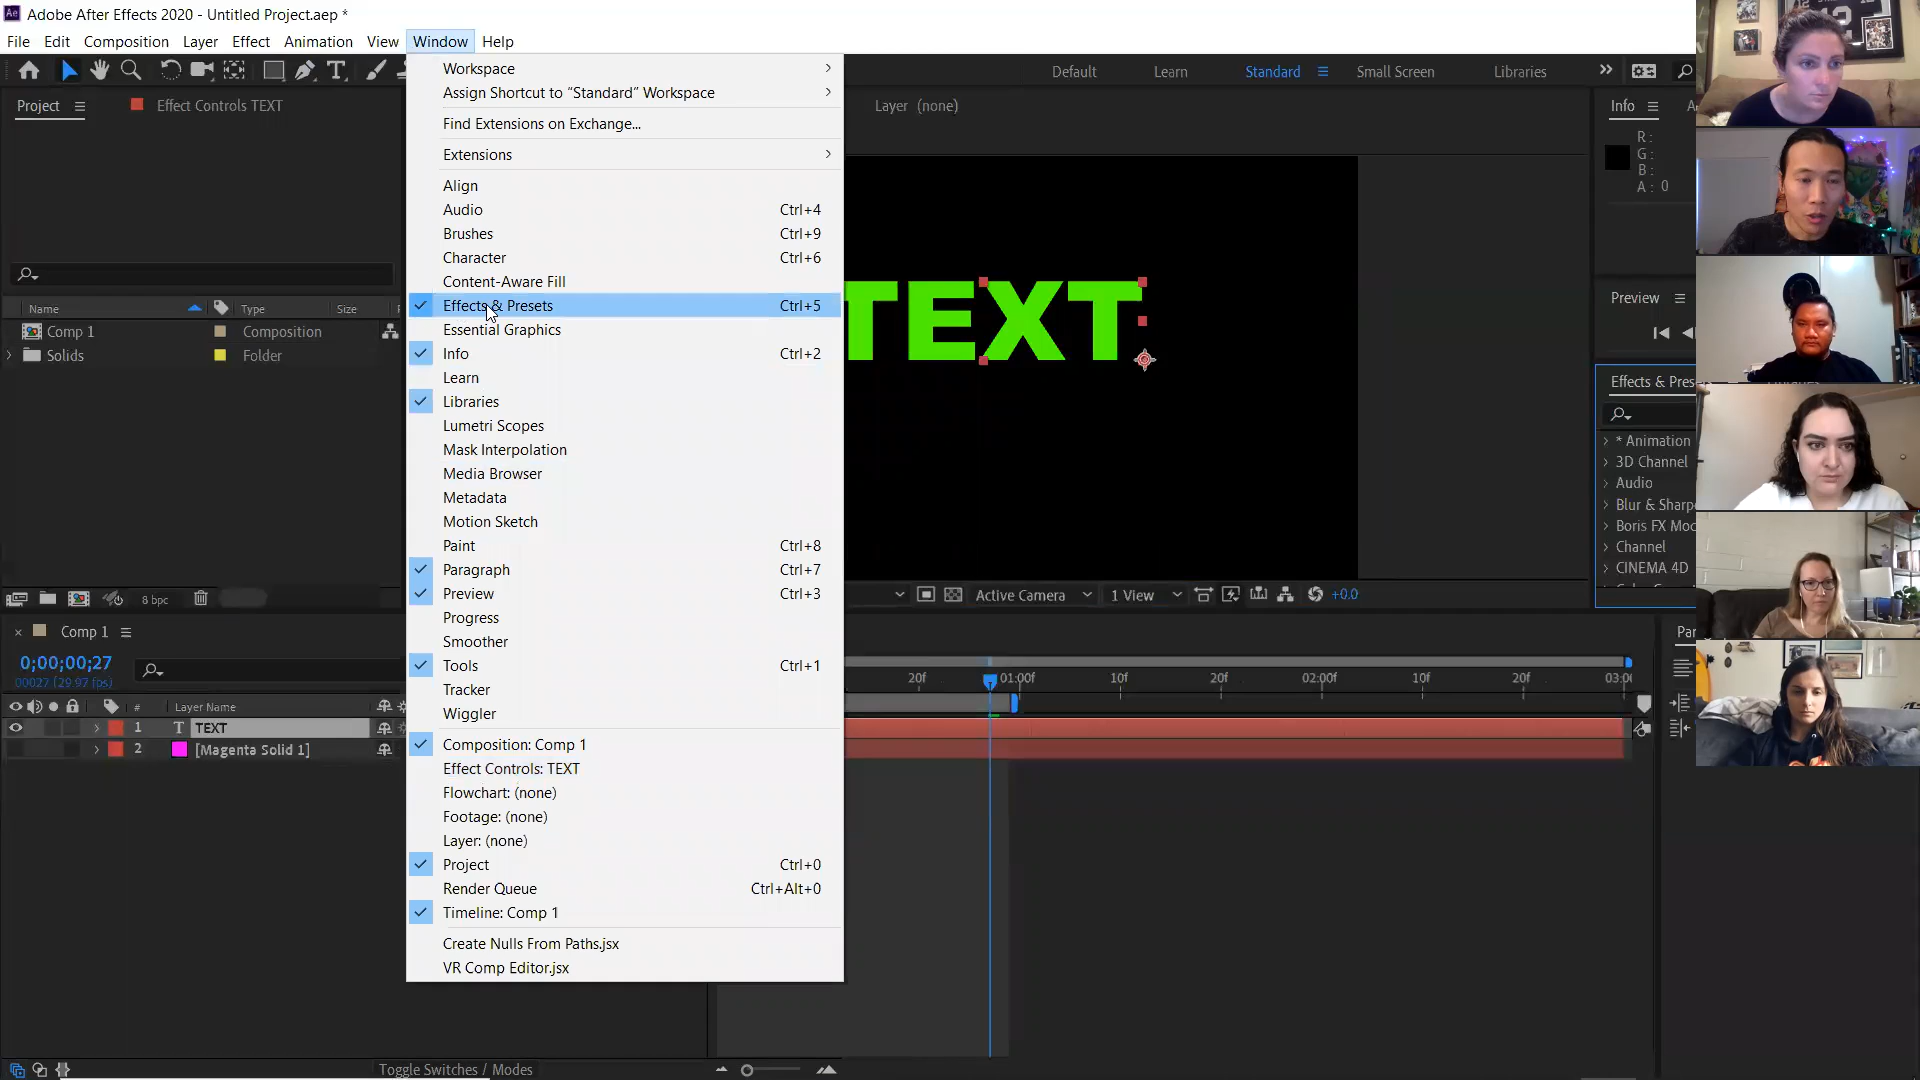 Adobe After Effects 2020 - Untitled Project.aep *
File Edit Composition Layer Effect Animation View Window Help
Default Learn Standard Small Screen Libraries
Project Effect Controls TEXT
Name Type Size
Comp 1 Composition
Solids Folder
8 bpc
Workspace
Assign Shortcut to “Standard” Workspace
Find Extensions on Exchange...
Extensions
Align
Audio Ctrl+4
Brushes Ctrl+9
Character Ctrl+6
Content-Aware Fill
Effects & Presets Ctrl+5
Essential Graphics
Info Ctrl+2
Learn
Libraries
Lumetri Scopes
Mask Interpolation
Media Browser
Metadata
Motion Sketch
Paint Ctrl+8
Paragraph Ctrl+7
Preview Ctrl+3
Progress
Smoother
Tools Ctrl+1
Tracker
Wiggler
Composition: Comp 1
Effect Controls: TEXT
Flowchart: (none)
Footage: (none)
Layer: (none)
Project Ctrl+0
Render Queue Ctrl+Alt+0
Timeline: Comp 1
Create Nulls From Paths.jsx
VR Comp Editor.jsx
Layer (none)
TEXT
Active Camera 1 View +0.0
Info
R :
G :
B :
A : 0
Preview
Effects & Pres
* Animation
3D Channel
Audio
Blur & Sharp
Boris FX Moc
Channel
CINEMA 4D
Comp 1
0;00;00;27
00027 (29.97 fps)
# Layer Name
1 T TEXT
2 [Magenta Solid 1]
20f 01:00f 10f 20f 02:00f 10f 20f 03:0
Par
Toggle Switches / Modes
12